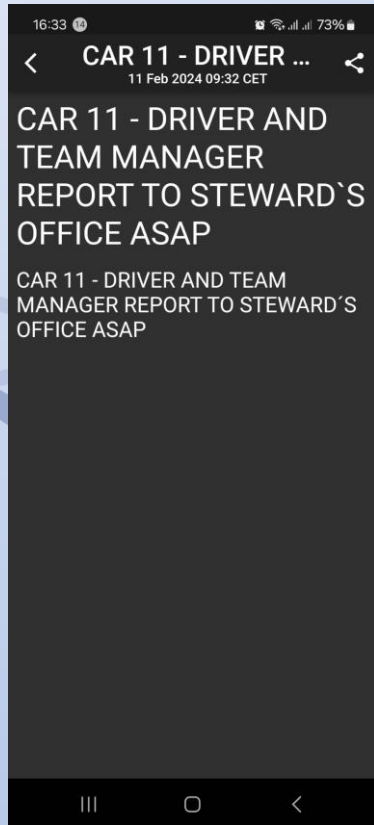 16:33 14 73%
CAR 11 - DRIVER ...
11 Feb 2024 09:32 CET
CAR 11 - DRIVER AND
TEAM MANAGER
REPORT TO STEWARD`S
OFFICE ASAP
CAR 11 - DRIVER AND TEAM
MANAGER REPORT TO STEWARD´S
OFFICE ASAP